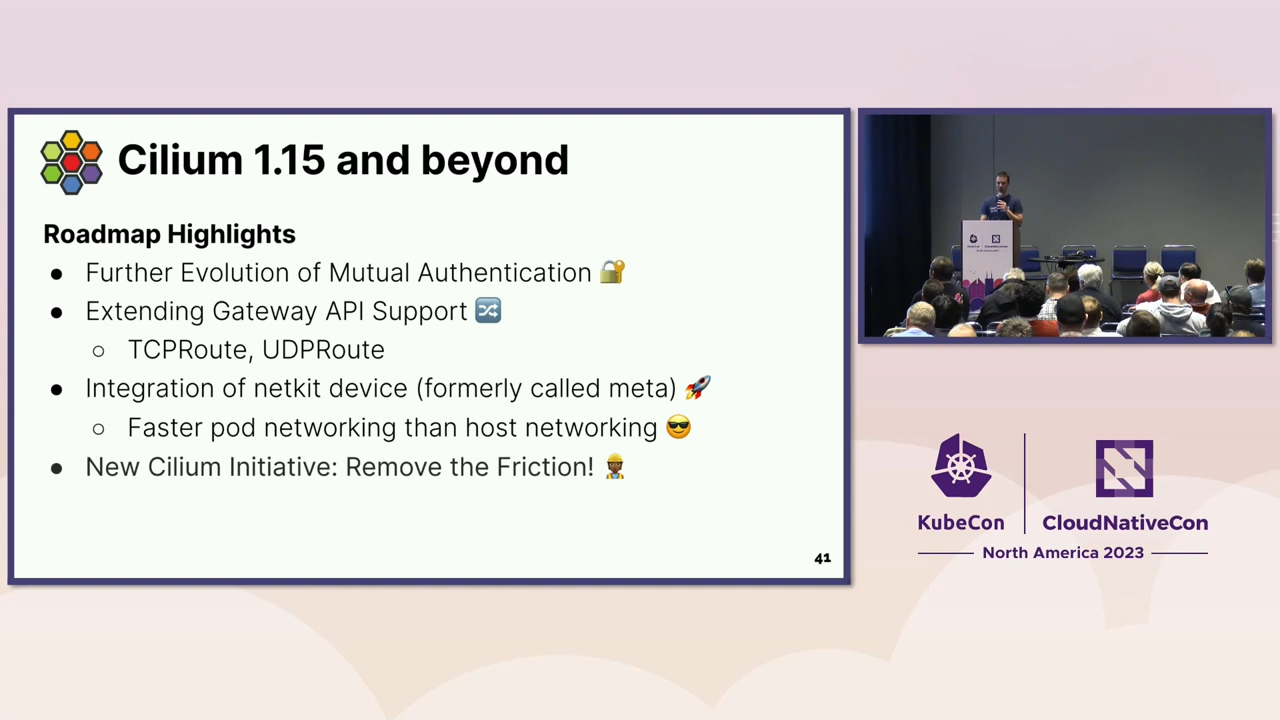 Cilium 1.15 and beyond
Roadmap Highlights
● Further Evolution of Mutual Authentication 🔐
● Extending Gateway API Support 🔀
○ TCPRoute, UDPRoute
● Integration of netkit device (formerly called meta) 🚀
○ Faster pod networking than host networking 😎
● New Cilium Initiative: Remove the Friction! 👷🏾
41
KubeCon
CloudNativeCon
North America 2023